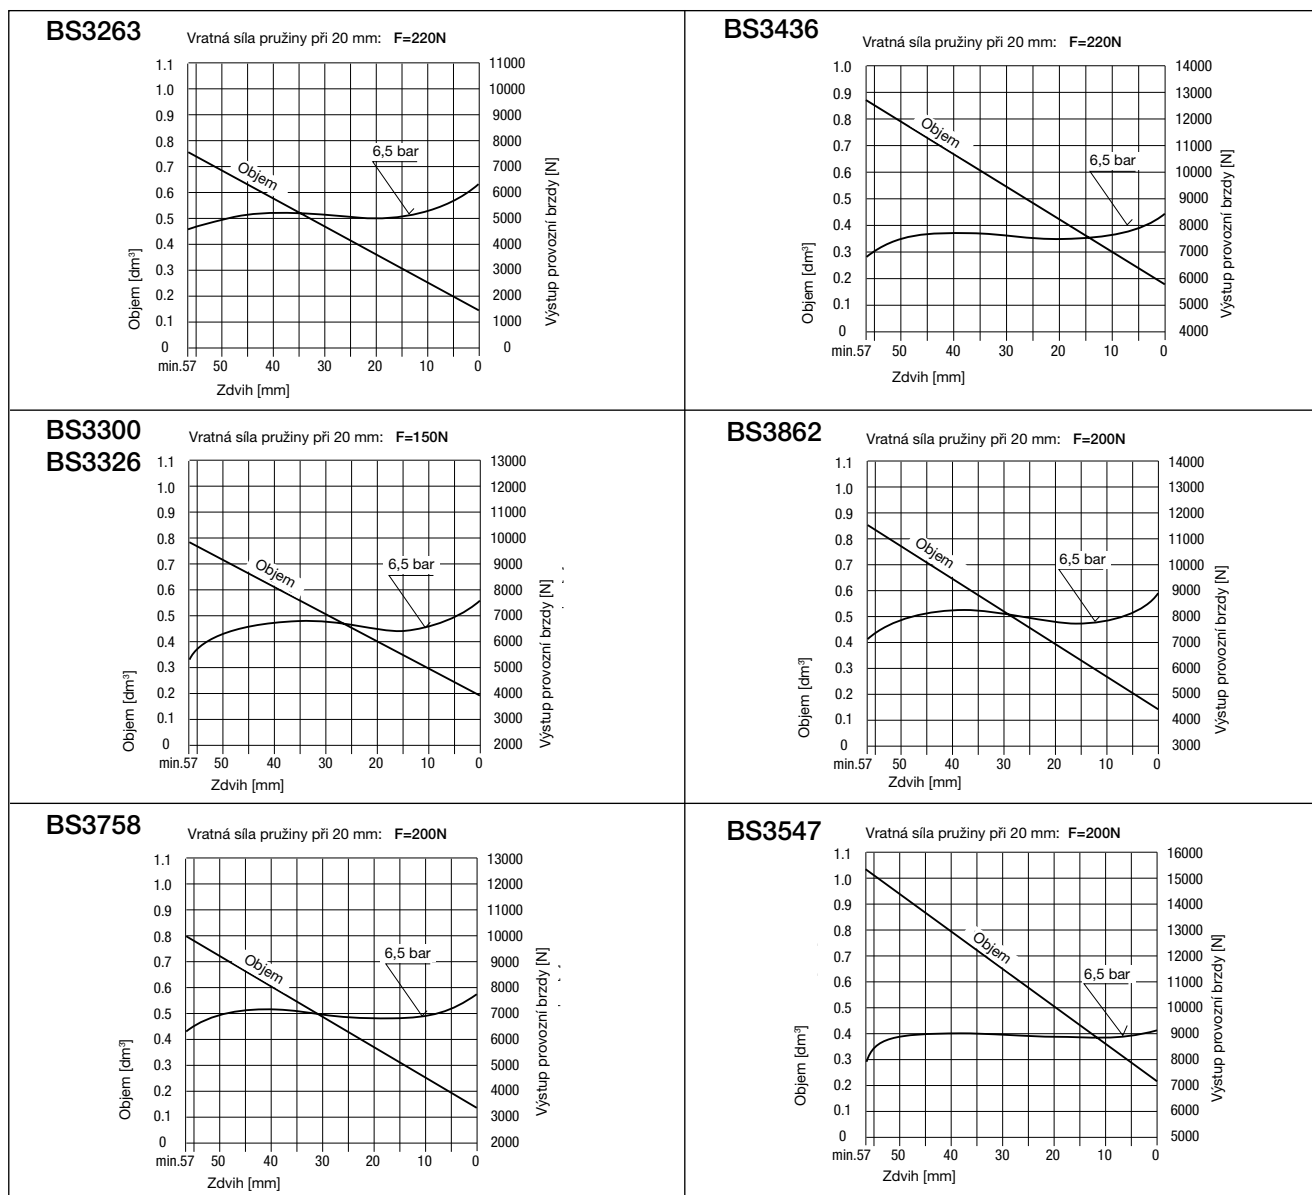 BS3263
Vratná síla pružiny při 20 mm: F=220N
1.1
1.0
0.9
0.8
0.7
0.6
0.5
0.4
0.3
0.2
0.1
0
11000
10000
9000
8000
7000
6000
5000
4000
3000
2000
1000
0
Objem
6,5 bar
Objem [dm³]
Výstup provozní brzdy [N]
min.57 50 40 30 20 10 0
Zdvih [mm]
BS3436
Vratná síla pružiny při 20 mm: F=220N
1.0
0.9
0.8
0.7
0.6
0.5
0.4
0.3
0.2
0.1
0
14000
13000
12000
11000
10000
9000
8000
7000
6000
5000
4000
Objem
6,5 bar
Objem [dm³]
Výstup provozní brzdy [N]
min.57 50 40 30 20 10 0
Zdvih [mm]
BS3300
BS3326
Vratná síla pružiny při 20 mm: F=150N
1.1
1.0
0.9
0.8
0.7
0.6
0.5
0.4
0.3
0.2
0.1
0
13000
12000
11000
10000
9000
8000
7000
6000
5000
4000
3000
2000
Objem
6,5 bar
Objem [dm³]
Výstup provozní brzdy [N]
min.57 50 40 30 20 10 0
Zdvih [mm]
BS3862
Vratná síla pružiny při 20 mm: F=200N
1.1
1.0
0.9
0.8
0.7
0.6
0.5
0.4
0.3
0.2
0.1
0
14000
13000
12000
11000
10000
9000
8000
7000
6000
5000
4000
3000
Objem
6,5 bar
Objem [dm³]
Výstup provozní brzdy [N]
min.57 50 40 30 20 10 0
Zdvih [mm]
BS3758
Vratná síla pružiny při 20 mm: F=200N
1.1
1.0
0.9
0.8
0.7
0.6
0.5
0.4
0.3
0.2
0.1
0
13000
12000
11000
10000
9000
8000
7000
6000
5000
4000
3000
2000
Objem
6,5 bar
Objem [dm³]
Výstup provozní brzdy [N]
min.57 50 40 30 20 10 0
Zdvih [mm]
BS3547
Vratná síla pružiny při 20 mm: F=200N
1.1
1.0
0.9
0.8
0.7
0.6
0.5
0.4
0.3
0.2
0.1
0
16000
15000
14000
13000
12000
11000
10000
9000
8000
7000
6000
5000
Objem
6,5 bar
Objem [dm³]
Výstup provozní brzdy [N]
min.57 50 40 30 20 10 0
Zdvih [mm]